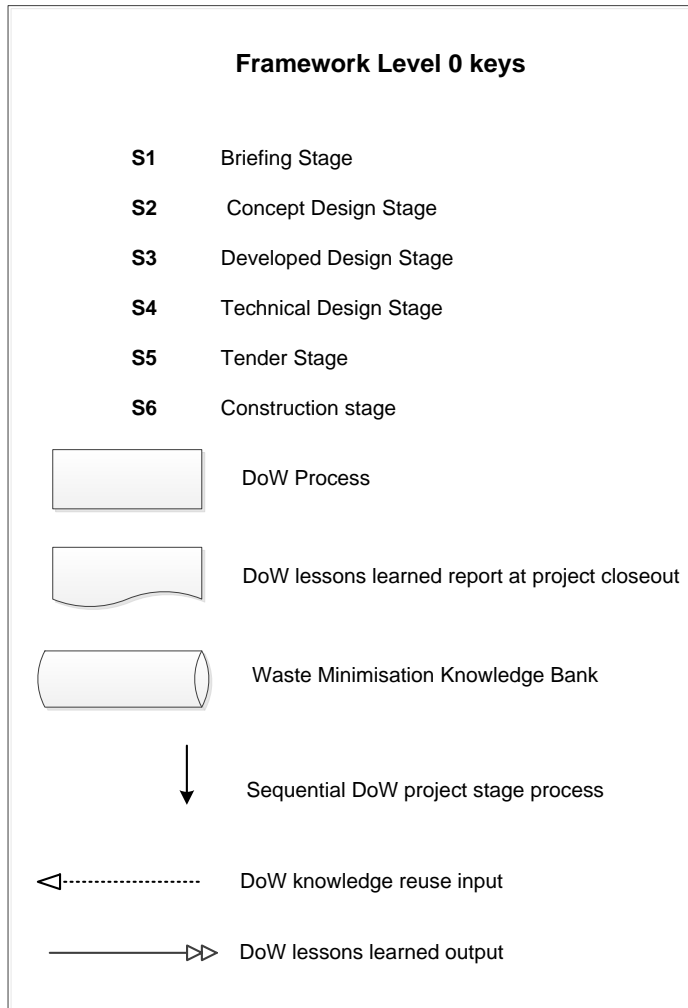 Framework Level 0 keys
S1 Briefing Stage
S2 Concept Design Stage
S3 Developed Design Stage
S4 Technical Design Stage
S5 Tender Stage
S6 Construction stage
DoW Process
DoW lessons learned report at project closeout
Waste Minimisation Knowledge Bank
Sequential DoW project stage process
DoW knowledge reuse input
DoW lessons learned output